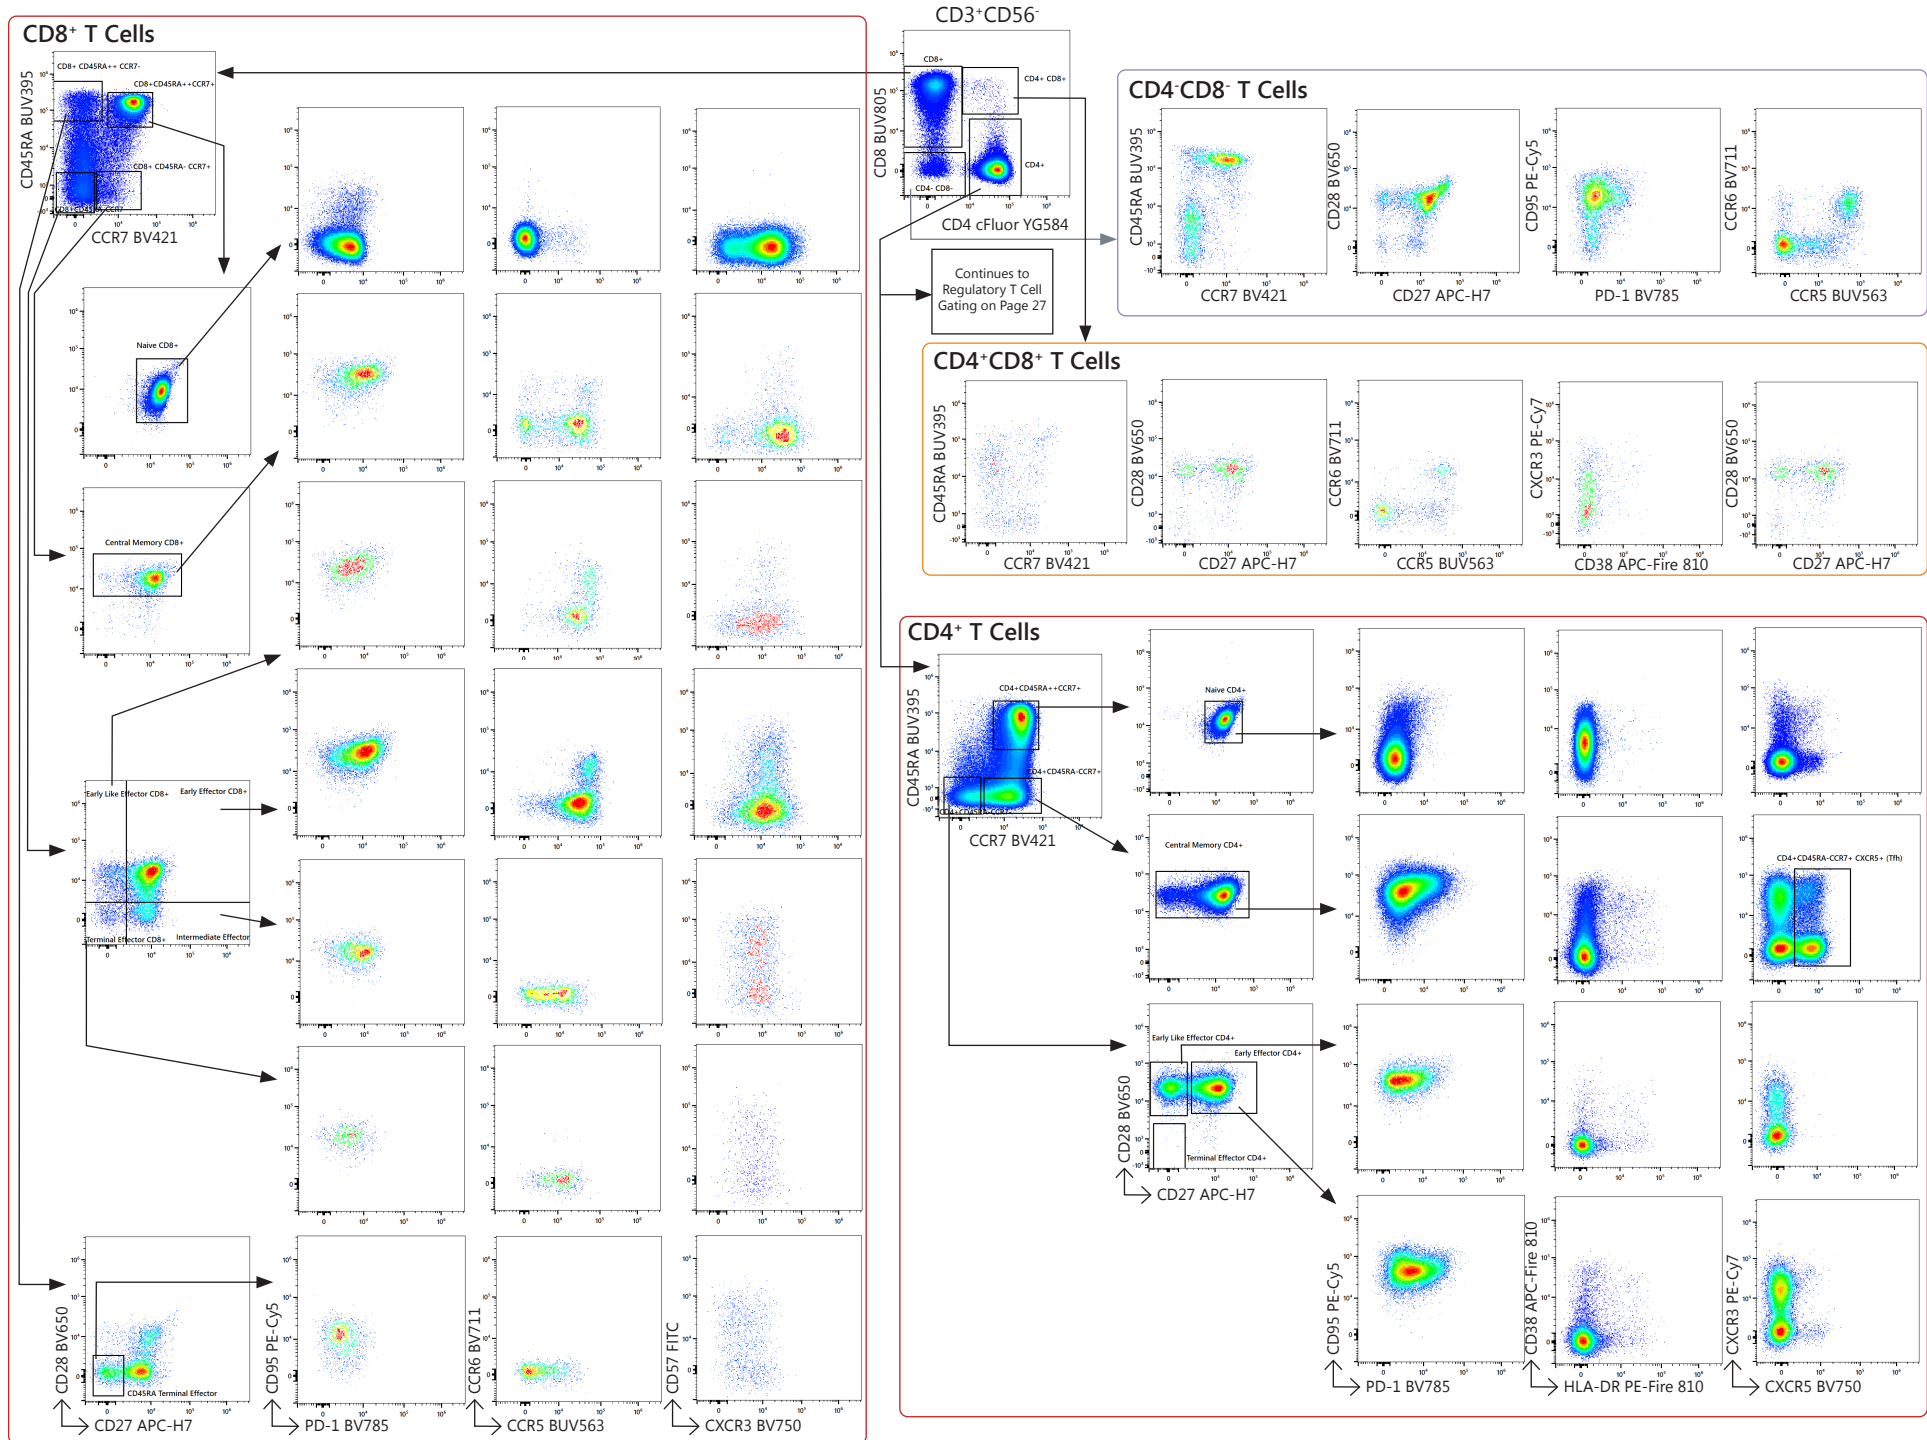 CD8⁺ T Cells
CD45RA BUV395
CD8+ CD45RA++ CCR7-
CD8+CD45RA++CCR7+
CD8+ CD45RA- CCR7+
CCR7 BV421
Naive CD8+
Central Memory CD8+
Early Like Effector CD8+
Early Effector CD8+
Terminal Effector CD8+
Intermediate Effector
CD45RA Terminal Effector
CD28 BV650
CD27 APC-H7
CD95 PE-Cy5
PD-1 BV785
CCR6 BV711
CCR5 BUV563
CD57 FITC
CXCR3 BV750
CD3⁺CD56⁻
CD8 BUV805
CD8+
CD4+ CD8+
CD4+
CD4- CD8-
CD4 cFluor YG584
Continues to
Regulatory T Cell
Gating on Page 27
CD4⁻CD8⁻ T Cells
CD45RA BUV395
CCR7 BV421
CD28 BV650
CD27 APC-H7
CD95 PE-Cy5
PD-1 BV785
CCR6 BV711
CCR5 BUV563
CD4⁺CD8⁺ T Cells
CD45RA BUV395
CCR7 BV421
CD28 BV650
CD27 APC-H7
CCR6 BV711
CCR5 BUV563
CXCR3 PE-Cy7
CD38 APC-Fire 810
CD28 BV650
CD27 APC-H7
CD4⁺ T Cells
CD45RA BUV395
CD4+CD45RA++CCR7+
CD4+CD45RA-CCR7+
CCR7 BV421
Naive CD4+
Central Memory CD4+
CD4+CD45RA-CCR7+ CXCR5+ (Tfh)
Early Like Effector CD4+
Early Effector CD4+
Terminal Effector CD4+
CD28 BV650
CD27 APC-H7
CD95 PE-Cy5
PD-1 BV785
CD38 APC-Fire 810
HLA-DR PE-Fire 810
CXCR3 PE-Cy7
CXCR5 BV750